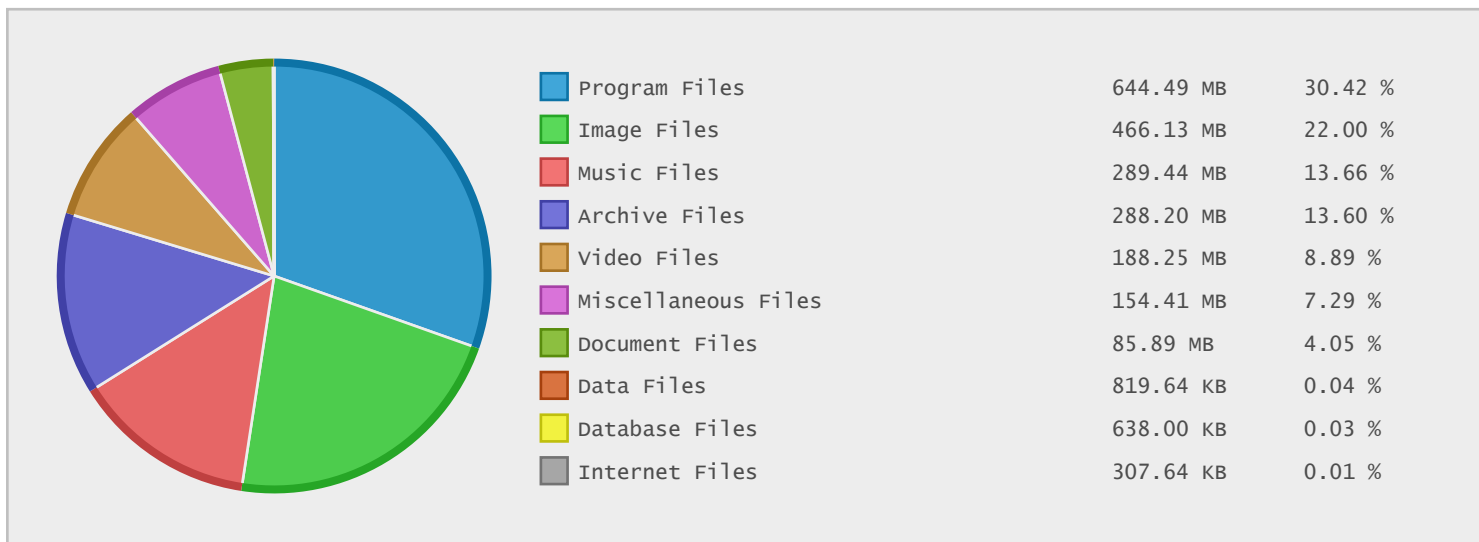 Program Files 644.49 MB 30.42 %
Image Files 466.13 MB 22.00 %
Music Files 289.44 MB 13.66 %
Archive Files 288.20 MB 13.60 %
Video Files 188.25 MB 8.89 %
Miscellaneous Files 154.41 MB 7.29 %
Document Files 85.89 MB 4.05 %
Data Files 819.64 KB 0.04 %
Database Files 638.00 KB 0.03 %
Internet Files 307.64 KB 0.01 %